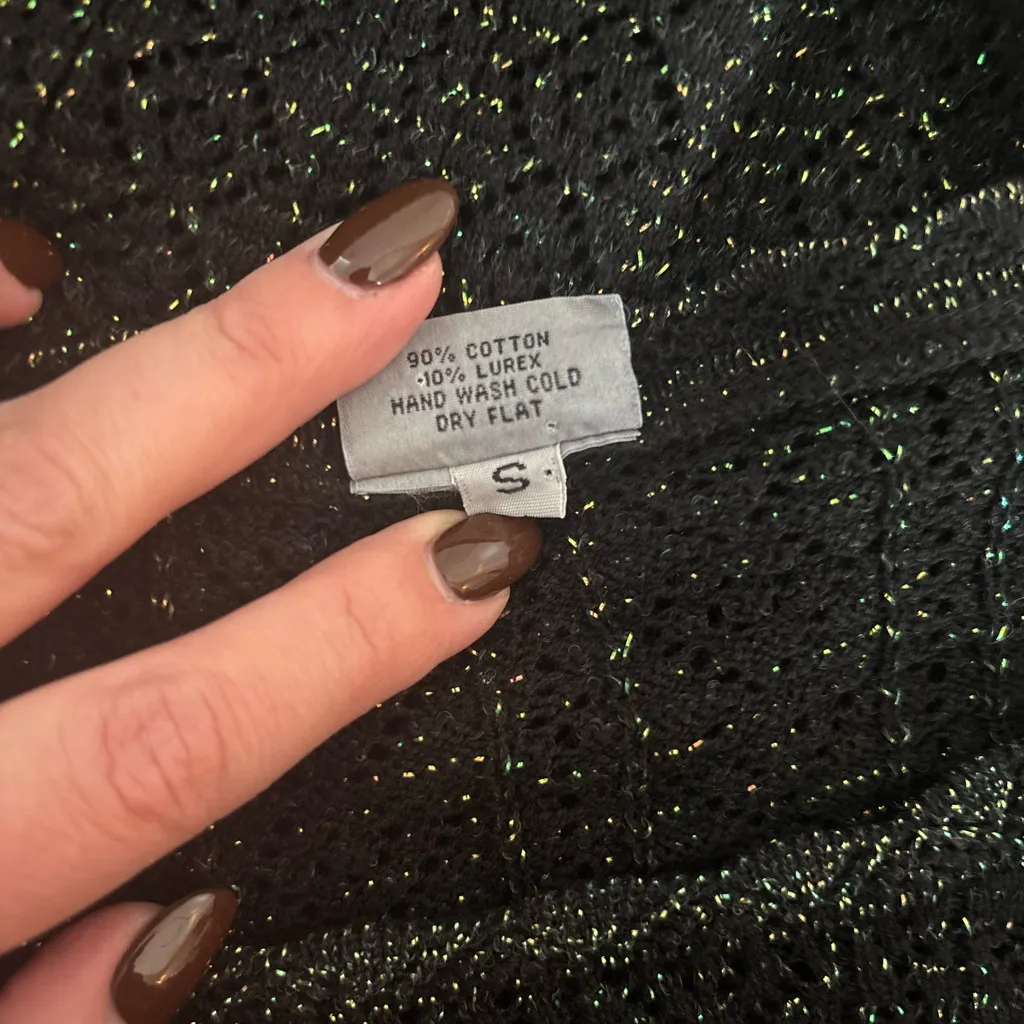 90% COTTON
10% LUREX
HAND WASH COLD
DRY FLAT
S